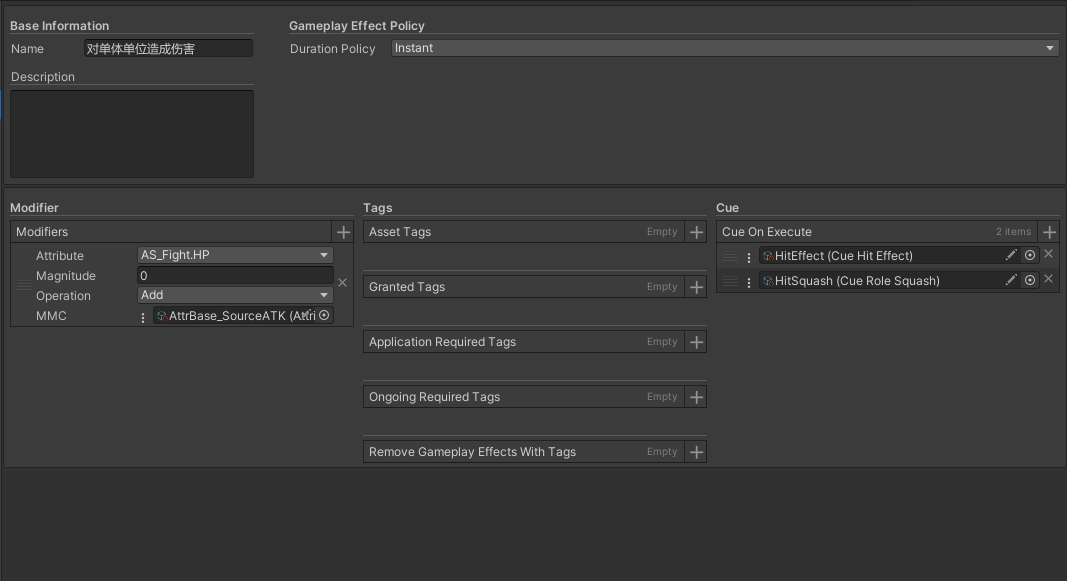 Base Information
Name 对单体单位造成伤害
Description
Gameplay Effect Policy
Duration Policy Instant
Modifier
Modifiers
Attribute AS_Fight.HP
Magnitude 0
Operation Add
MMC AttrBase_SourceATK (Attri
Tags
Asset Tags Empty
Granted Tags Empty
Application Required Tags Empty
Ongoing Required Tags Empty
Remove Gameplay Effects With Tags Empty
Cue
Cue On Execute 2 items
HitEffect (Cue Hit Effect)
HitSquash (Cue Role Squash)